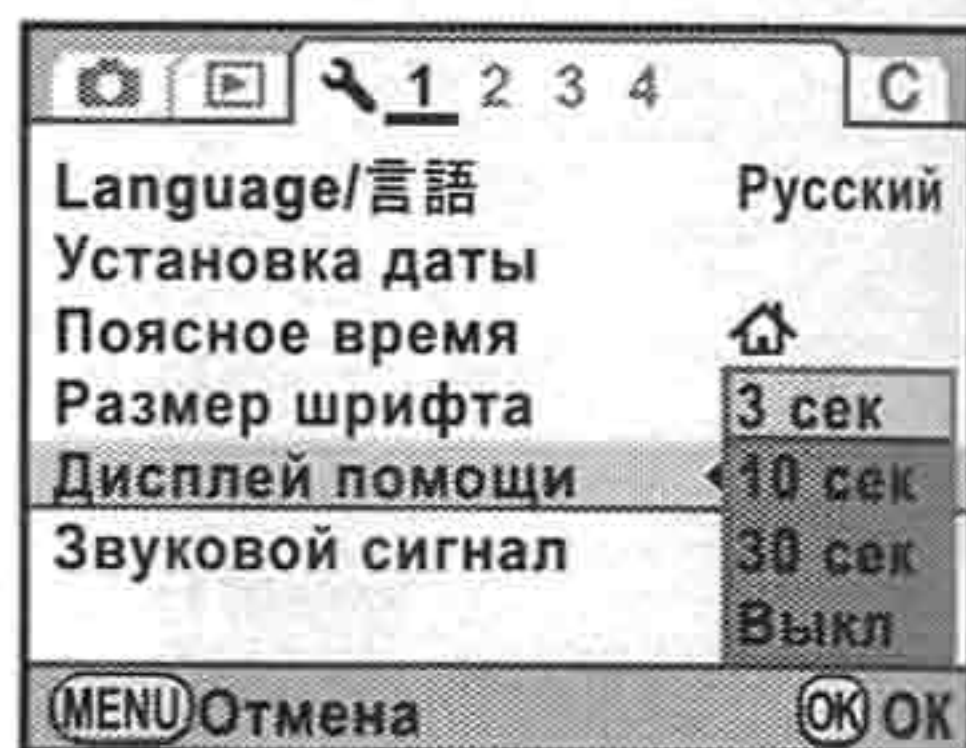 1 2 3 4 C
Language/言語 Русский
Установка даты
Поясное время
Размер шрифта 3 сек
Дисплей помощи 10 сек
Звуковой сигнал 30 сек
Выкл
MENU Отмена OK OK